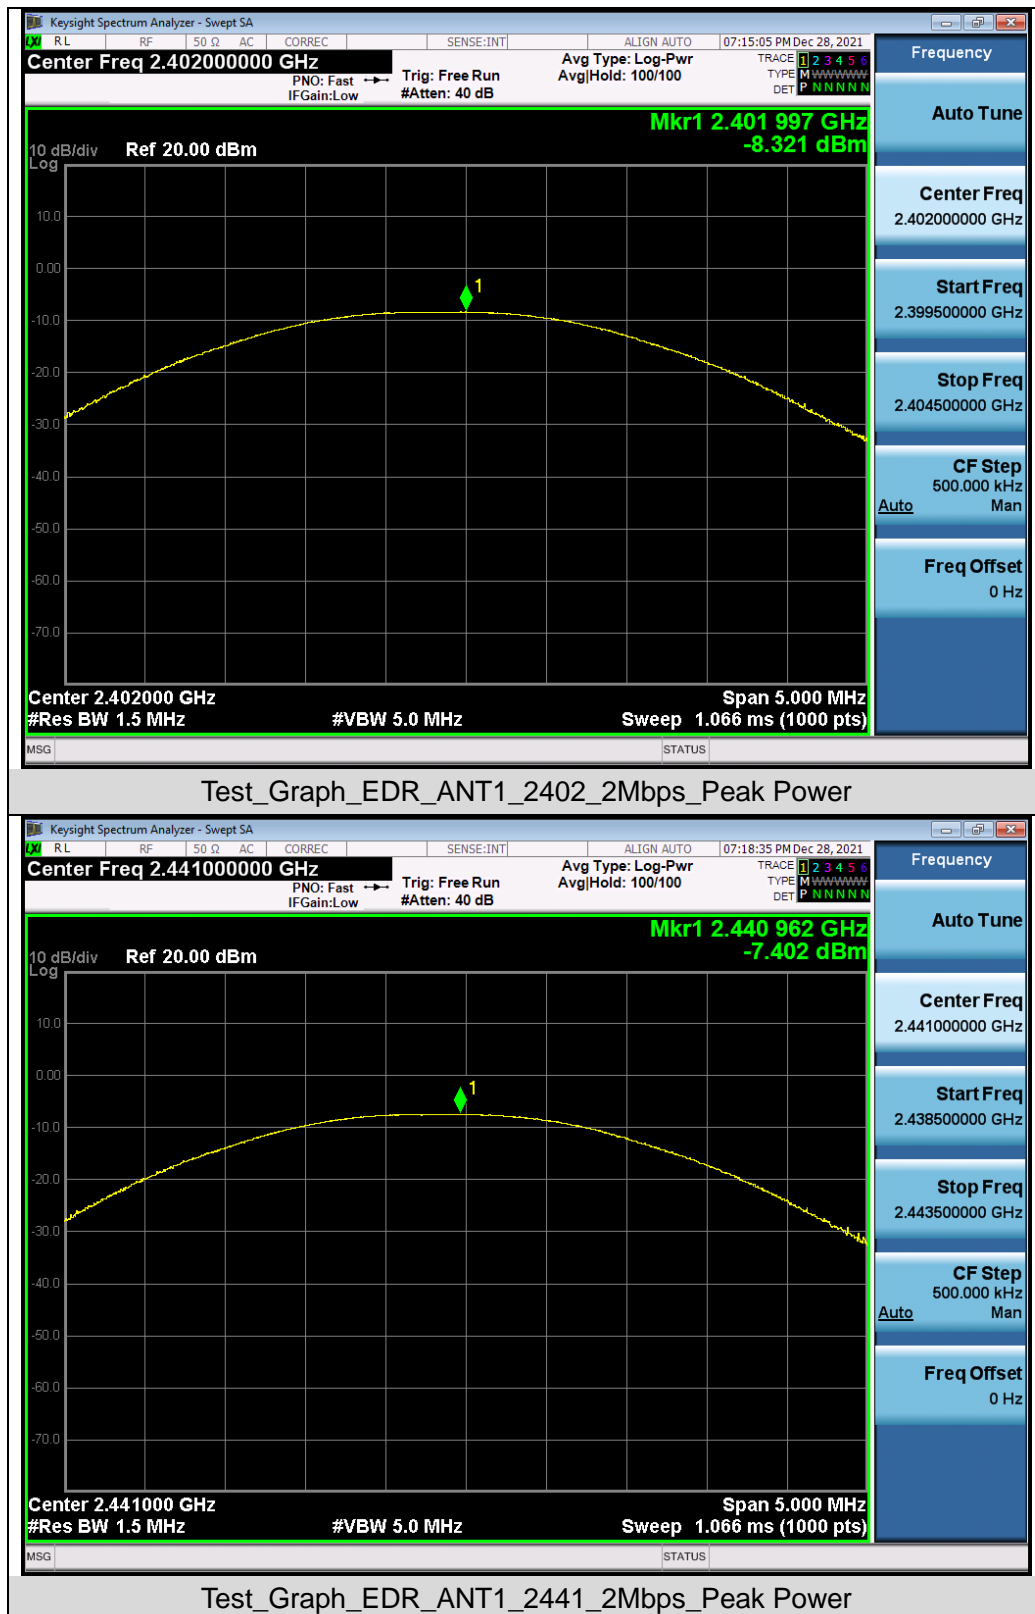 Keysight Spectrum Analyzer - Swept SA
LXI RL RF 50 Ω AC CORREC SENSE:INT ALIGN AUTO 07:15:05 PM Dec 28, 2021
Center Freq 2.402000000 GHz
PNO: Fast
IFGain:Low
Trig: Free Run
#Atten: 40 dB
Avg Type: Log-Pwr
Avg|Hold: 100/100
TRACE 1 2 3 4 5 6
TYPE M WWWWW
DET P N N N N N
Mkr1 2.401 997 GHz
-8.321 dBm
10 dB/div Ref 20.00 dBm
Log
10.0
0.00
1
-10.0
-20.0
-30.0
-40.0
-50.0
-60.0
-70.0
Center 2.402000 GHz Span 5.000 MHz
#Res BW 1.5 MHz #VBW 5.0 MHz Sweep 1.066 ms (1000 pts)
MSG STATUS
Frequency
Auto Tune
Center Freq
2.402000000 GHz
Start Freq
2.399500000 GHz
Stop Freq
2.404500000 GHz
CF Step
500.000 kHz
Auto Man
Freq Offset
0 Hz
Test_Graph_EDR_ANT1_2402_2Mbps_Peak Power
Keysight Spectrum Analyzer - Swept SA
LXI RL RF 50 Ω AC CORREC SENSE:INT ALIGN AUTO 07:18:35 PM Dec 28, 2021
Center Freq 2.441000000 GHz
PNO: Fast
IFGain:Low
Trig: Free Run
#Atten: 40 dB
Avg Type: Log-Pwr
Avg|Hold: 100/100
TRACE 1 2 3 4 5 6
TYPE M WWWWW
DET P N N N N N
Mkr1 2.440 962 GHz
-7.402 dBm
10 dB/div Ref 20.00 dBm
Log
10.0
0.00
1
-10.0
-20.0
-30.0
-40.0
-50.0
-60.0
-70.0
Center 2.441000 GHz Span 5.000 MHz
#Res BW 1.5 MHz #VBW 5.0 MHz Sweep 1.066 ms (1000 pts)
MSG STATUS
Frequency
Auto Tune
Center Freq
2.441000000 GHz
Start Freq
2.438500000 GHz
Stop Freq
2.443500000 GHz
CF Step
500.000 kHz
Auto Man
Freq Offset
0 Hz
Test_Graph_EDR_ANT1_2441_2Mbps_Peak Power